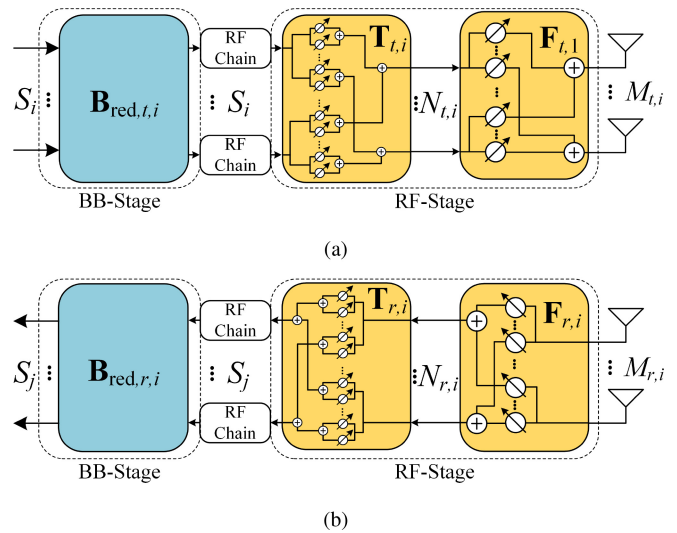 S_i
B_red,t,i
RF Chain
RF Chain
S_i
T_t,i
N_t,i
F_t,1
M_t,i
BB-Stage
RF-Stage
(a)
S_j
B_red,r,i
RF Chain
RF Chain
S_j
T_r,i
N_r,i
F_r,i
M_r,i
BB-Stage
RF-Stage
(b)